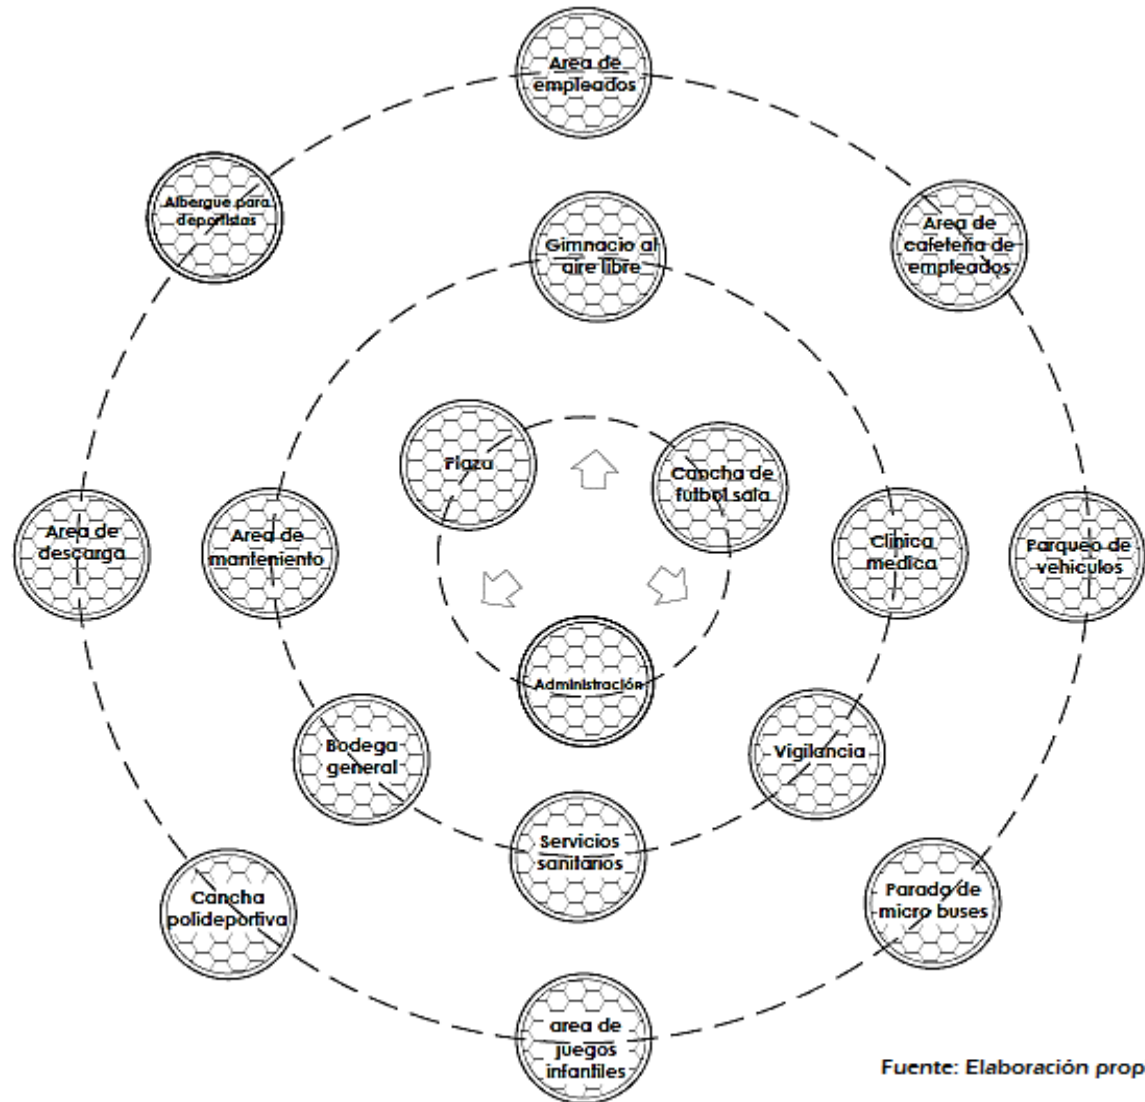 Area de
empleados
Albergue para
deportistas
Area de
cafeteria de
empleados
Gimnacio al
aire libre
Plaza
Cancha de
futbol sala
Area de
descarga
Area de
manteniento
Clinica
medica
Parqueo de
vehiculos
Administración
Bodega
general
Vigilancia
Servicios
sanitarios
Cancha
polideportiva
Parada de
micro buses
area de
juegos
infantiles
Fuente: Elaboración prop